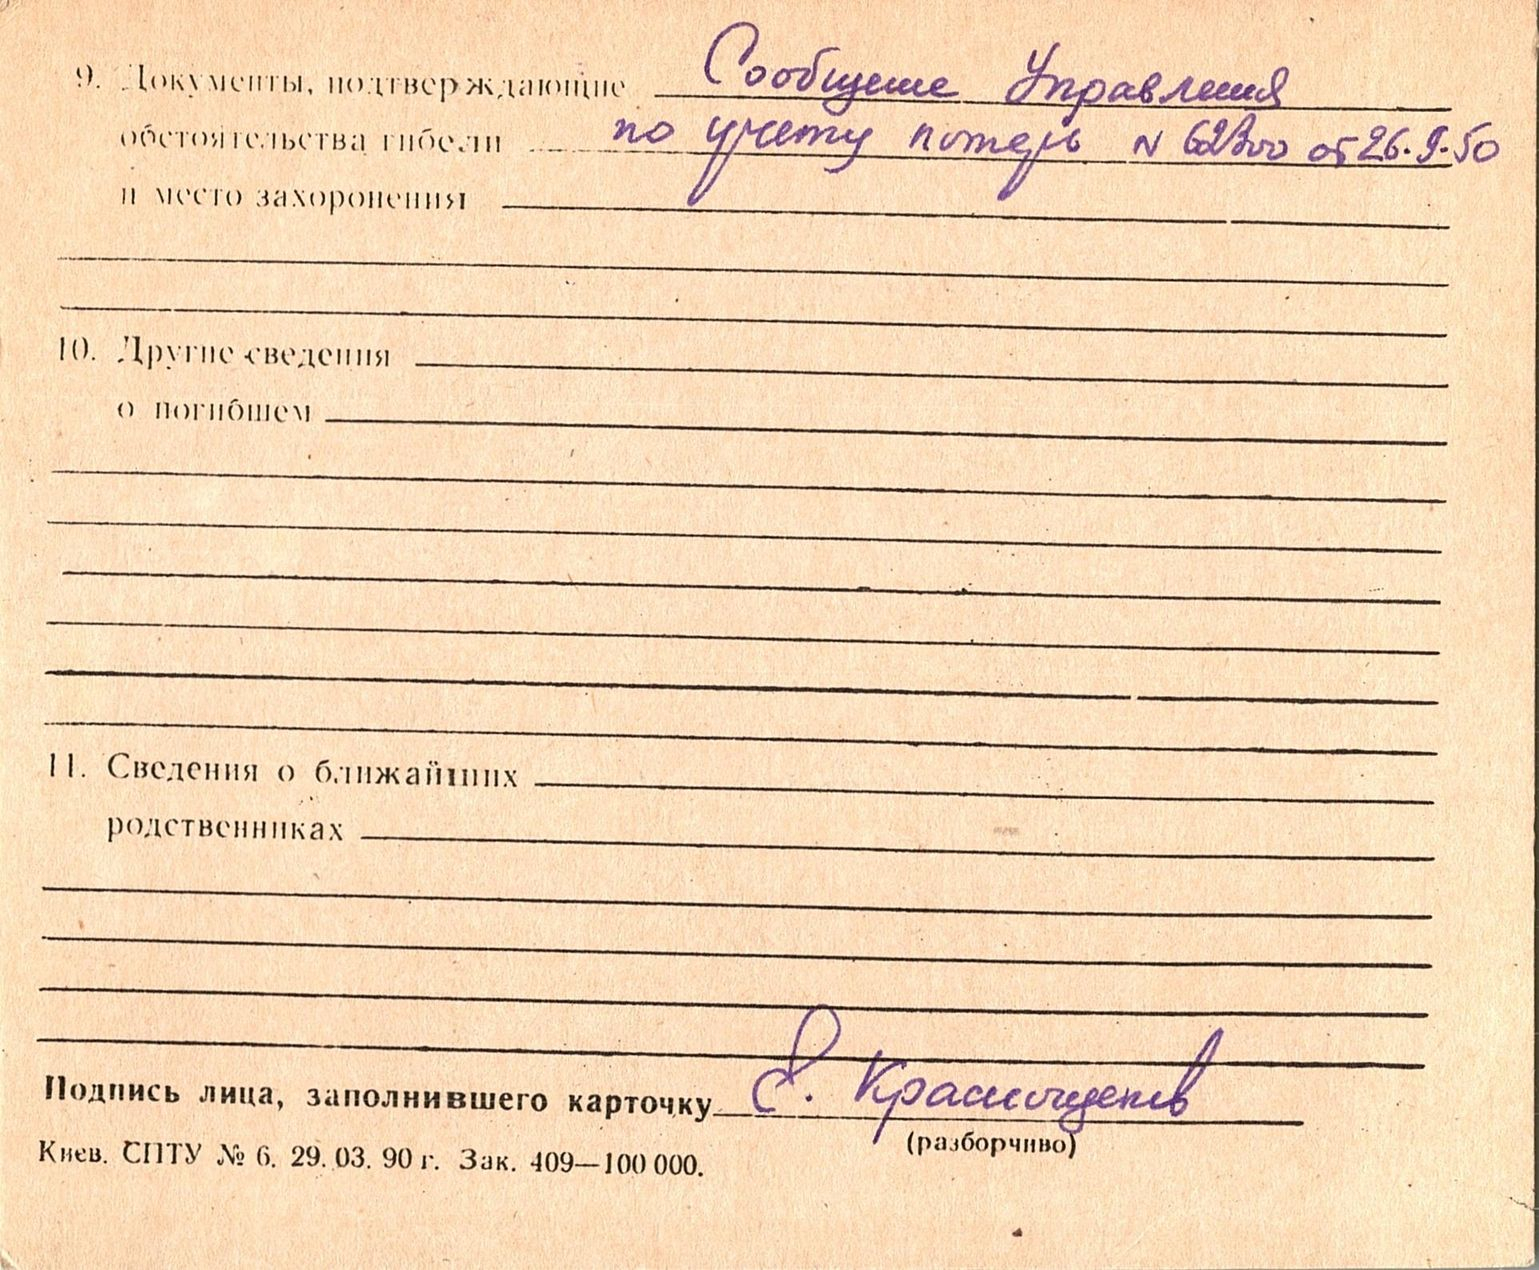 9. Документы, подтверждающие Сообщение Управления
обстоятельства гибели по учету потерь N 62300 от 26.9.50
и место захоронения
10. Другие сведения
о погибшем
11. Сведения о ближайших
родственниках
Подпись лица, заполнившего карточку Краснощеков
(разборчиво)
Киев. СПТУ № 6. 29.03.90 г. Зак. 409—100 000.